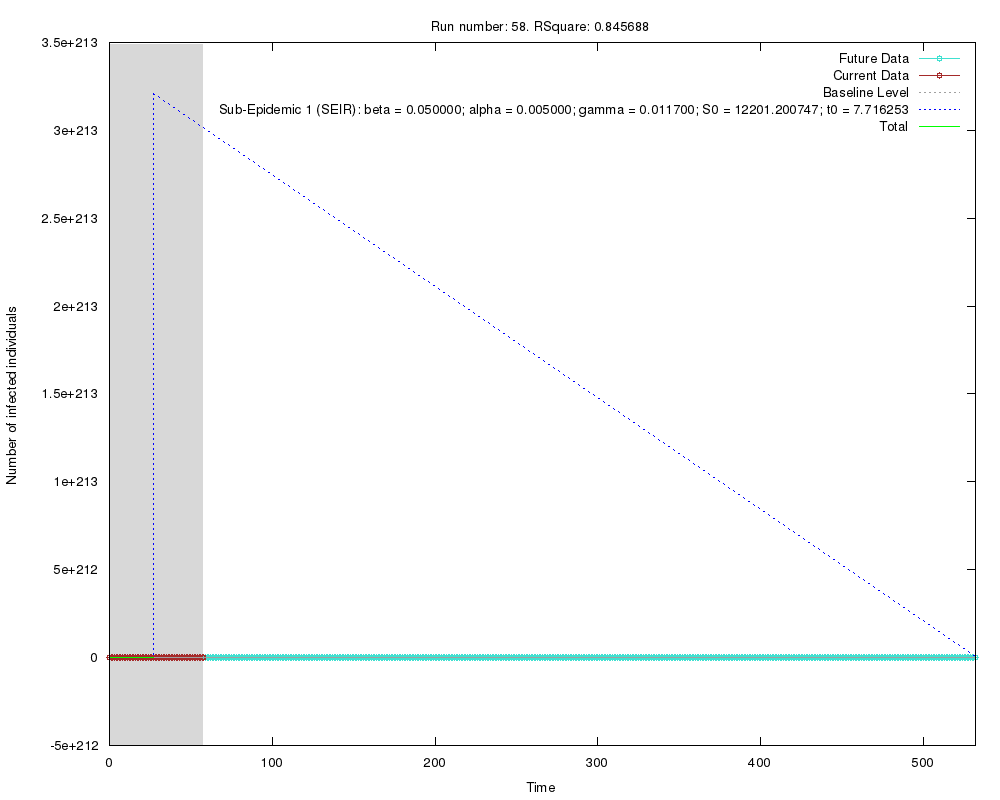 Run number: 58. RSquare: 0.845688
3.5e+213
3e+213
2.5e+213
2e+213
1.5e+213
1e+213
5e+212
0
-5e+212
Number of infected individuals
Future Data
Current Data
Baseline Level
Sub-Epidemic 1 (SEIR): beta = 0.050000; alpha = 0.005000; gamma = 0.011700; S0 = 12201.200747; t0 = 7.716253
Total
0 100 200 300 400 500
Time